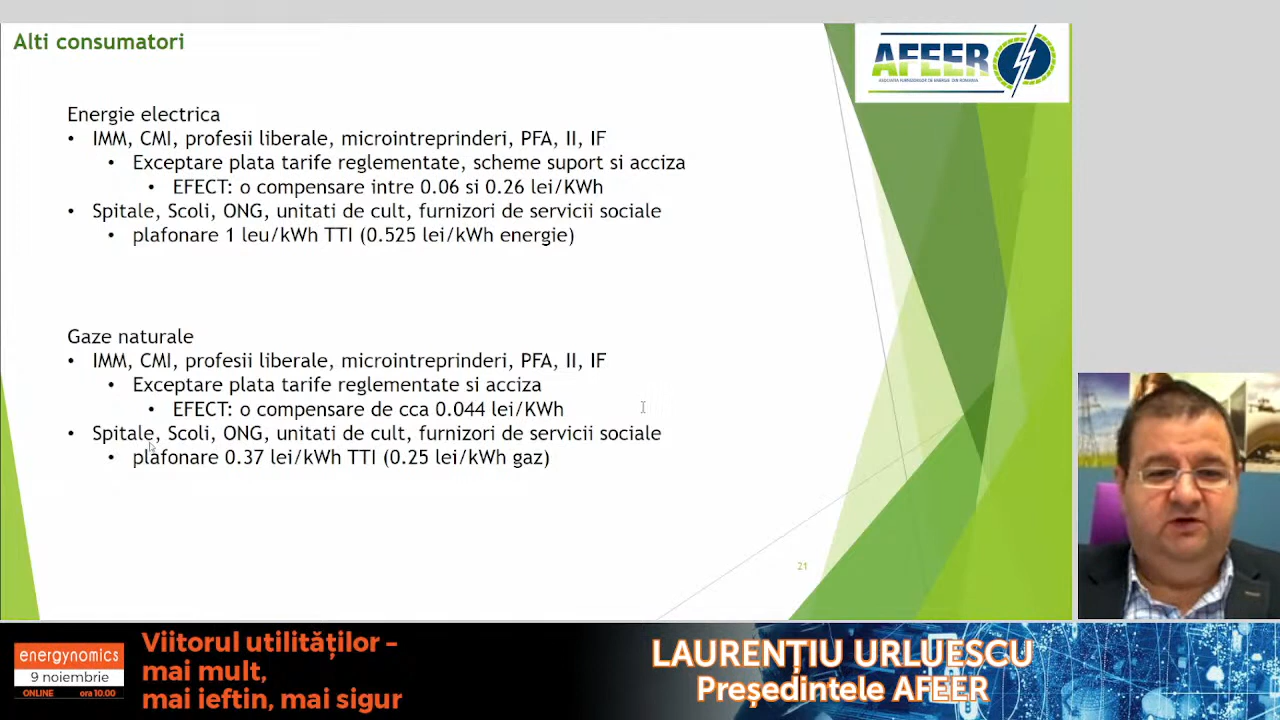 Alti consumatori
AFEER
ASOCIATIA FURNIZORILOR DE ENERGIE DIN ROMANIA
Energie electrica
• IMM, CMI, profesii liberale, microintreprinderi, PFA, II, IF
• Exceptare plata tarife reglementate, scheme suport si acciza
• EFECT: o compensare intre 0.06 si 0.26 lei/KWh
• Spitale, Scoli, ONG, unitati de cult, furnizori de servicii sociale
• plafonare 1 leu/kWh TTI (0.525 lei/kWh energie)
Gaze naturale
• IMM, CMI, profesii liberale, microintreprinderi, PFA, II, IF
• Exceptare plata tarife reglementate si acciza
• EFECT: o compensare de cca 0.044 lei/KWh
• Spitale, Scoli, ONG, unitati de cult, furnizori de servicii sociale
• plafonare 0.37 lei/kWh TTI (0.25 lei/kWh gaz)
21
energynomics
9 noiembrie
ONLINE ora 10.00
Viitorul utilităților –
mai mult,
mai ieftin, mai sigur
LAURENȚIU URLUESCU
Președintele AFEER